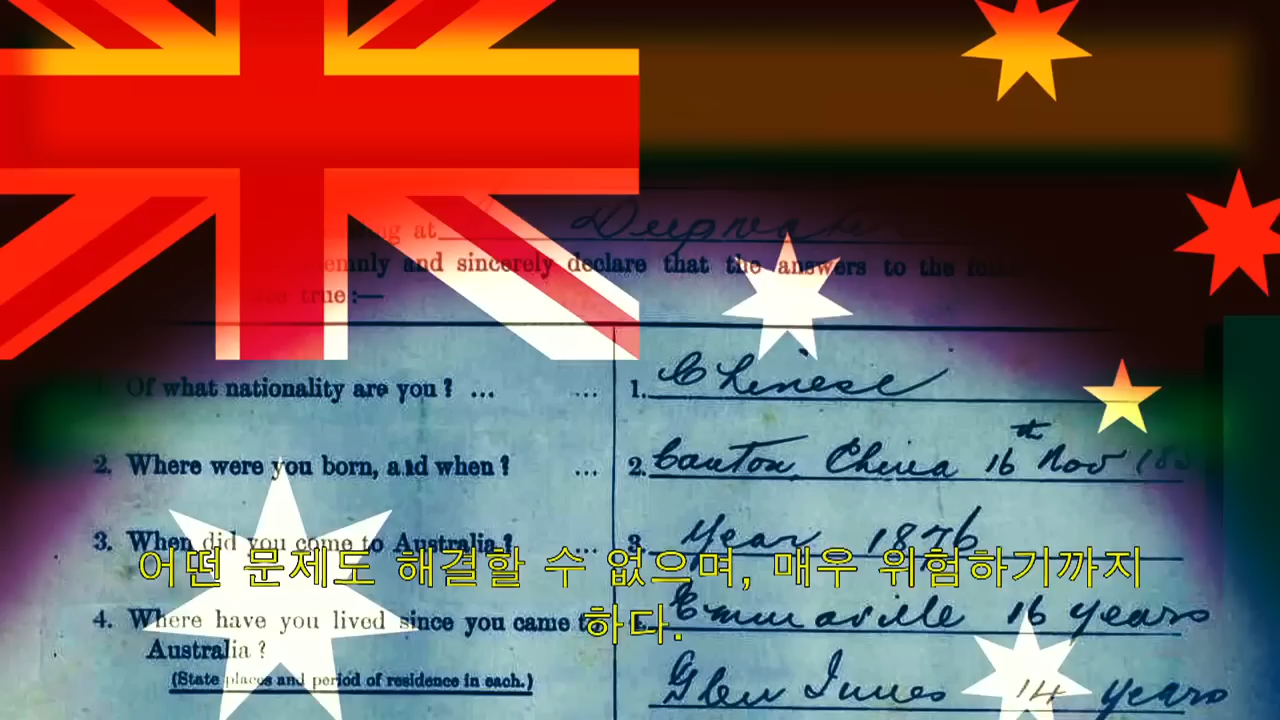 ng at
emnly and sincerely declare that the answers to the
are true:—
1. Of what nationality are you? ... ... 1. Chinese
2. Where were you born, and when? ... 2. Canton China 16th Nov
3. When did you come to Australia? ... 3. Year 1876
어떤 문제도 해결할 수 없으며, 매우 위험하기까지
하다.
4. Where have you lived since you came Emmaville 16 years
Australia?
(State places and period of residence in each.) Glen Innes 14 years